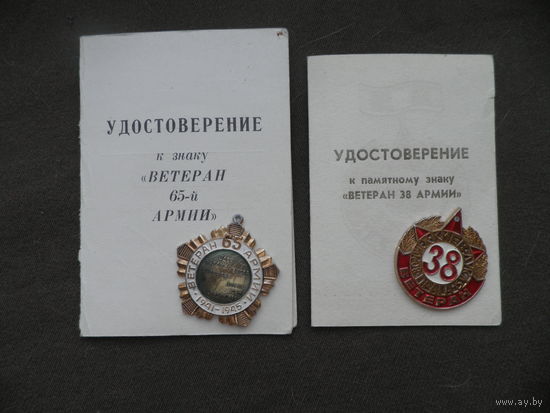 УДОСТОВЕРЕНИЕ
к знаку
«ВЕТЕРАН
65-й
АРМИИ»
65
ВЕТЕРАН АРМИИ
1941-1945
УДОСТОВЕРЕНИЕ
к памятному знаку
«ВЕТЕРАН 38 АРМИИ»
38
ВЕТЕРАН
© www.ay.by